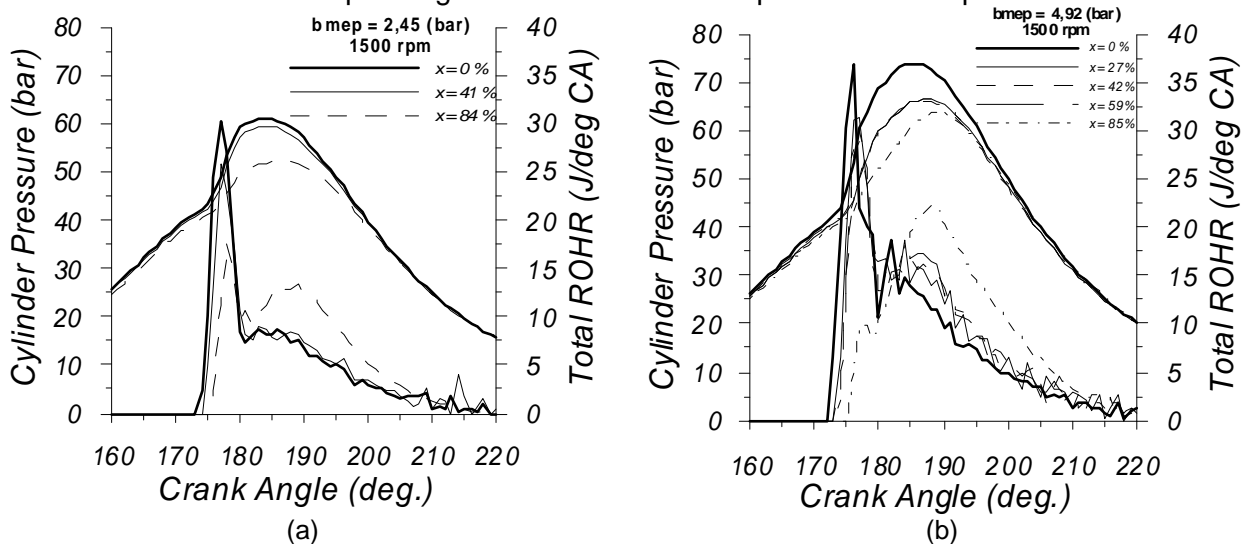 bmep = 2,45 (bar)
1500 rpm
x=0 %
x=41 %
x=84 %
Cylinder Pressure (bar)
80
70
60
50
40
30
20
10
0
Total ROHR (J/deg CA)
40
35
30
25
20
15
10
5
0
160 170 180 190 200 210 220
Crank Angle (deg.)
(a)
bmep = 4,92 (bar)
1500 rpm
x=0 %
x=27%
x=42%
x=59%
x=85%
Cylinder Pressure (bar)
80
70
60
50
40
30
20
10
0
Total ROHR (J/deg CA)
40
35
30
25
20
15
10
5
0
160 170 180 190 200 210 220
Crank Angle (deg.)
(b)